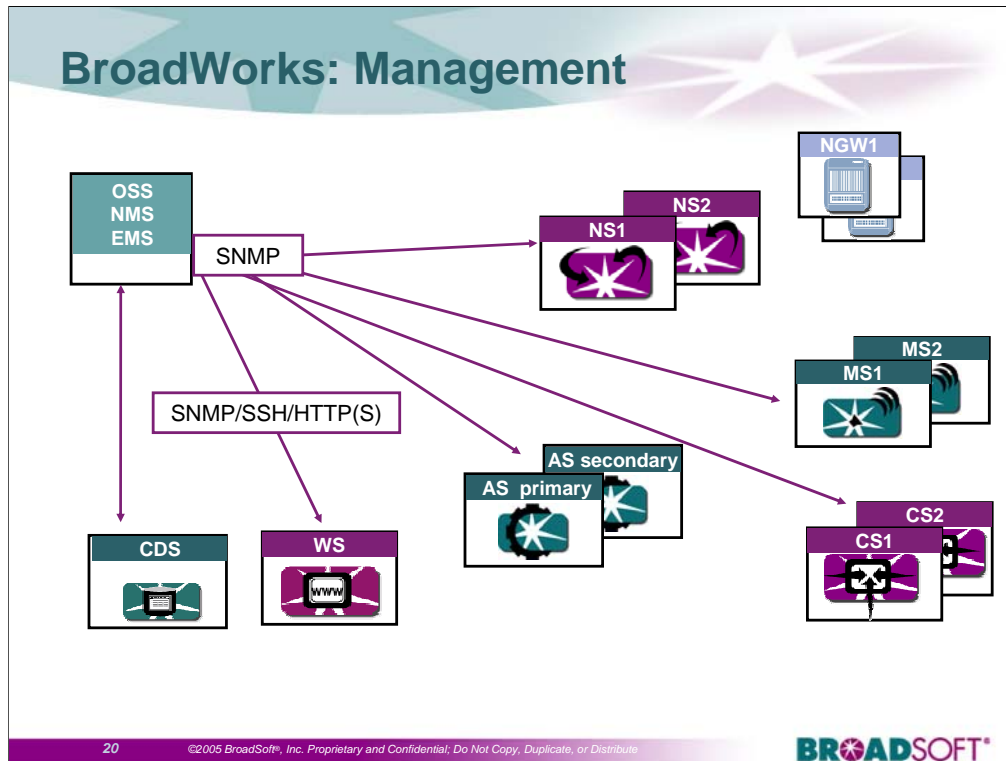 BroadWorks: Management
OSS
NMS
EMS
SNMP
NS2
NS1
NGW1
MS2
MS1
SNMP/SSH/HTTP(S)
AS secondary
AS primary
CS2
CS1
CDS
WS
www
20
©2005 BroadSoft®, Inc. Proprietary and Confidential; Do Not Copy, Duplicate, or Distribute
BROADSOFT®